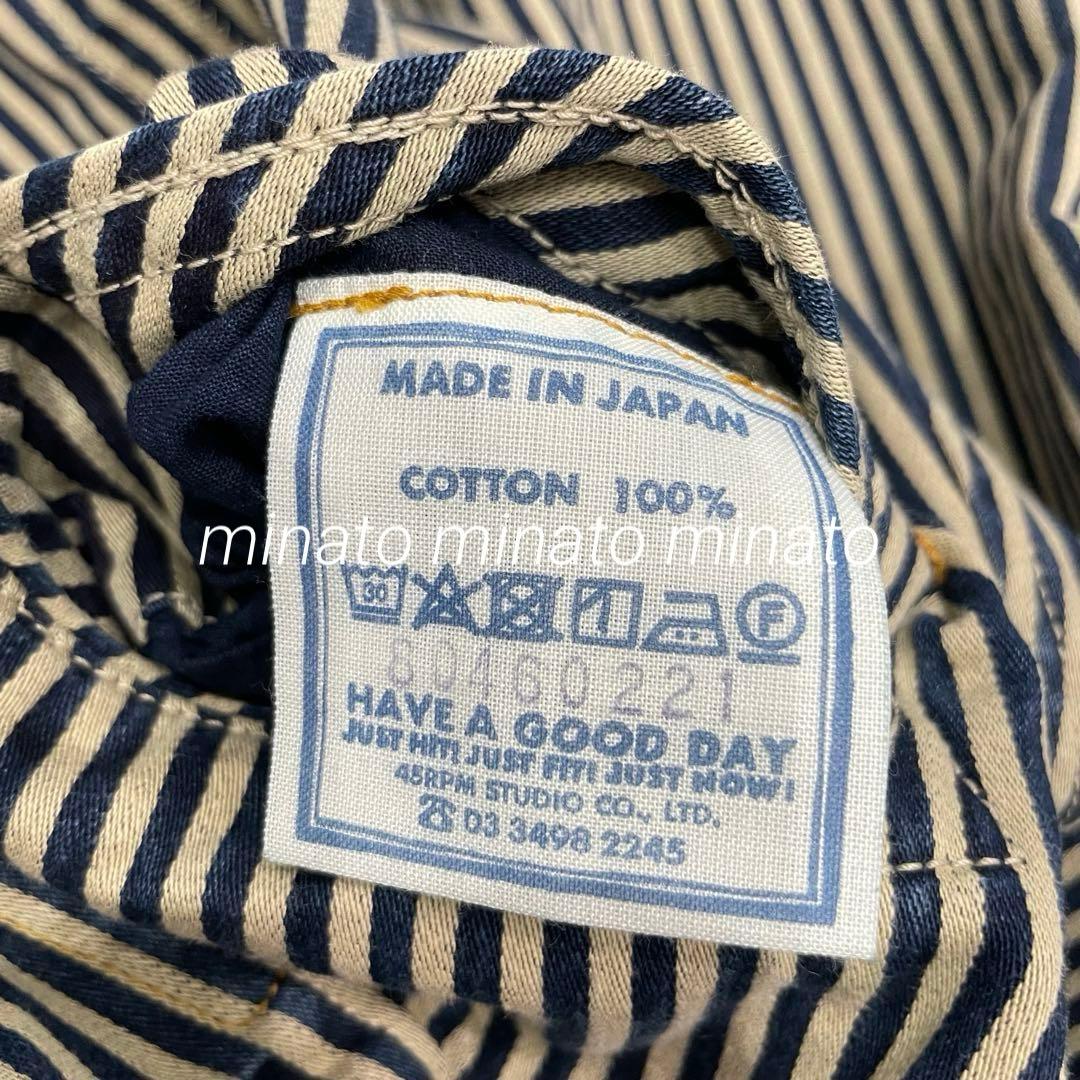 MADE IN JAPAN
COTTON 100%
minato minato minato
30
F
80460221
HAVE A GOOD DAY
JUST HIT! JUST FIT! JUST NOW!
45RPM STUDIO CO., LTD.
☎ 03 3498 2245